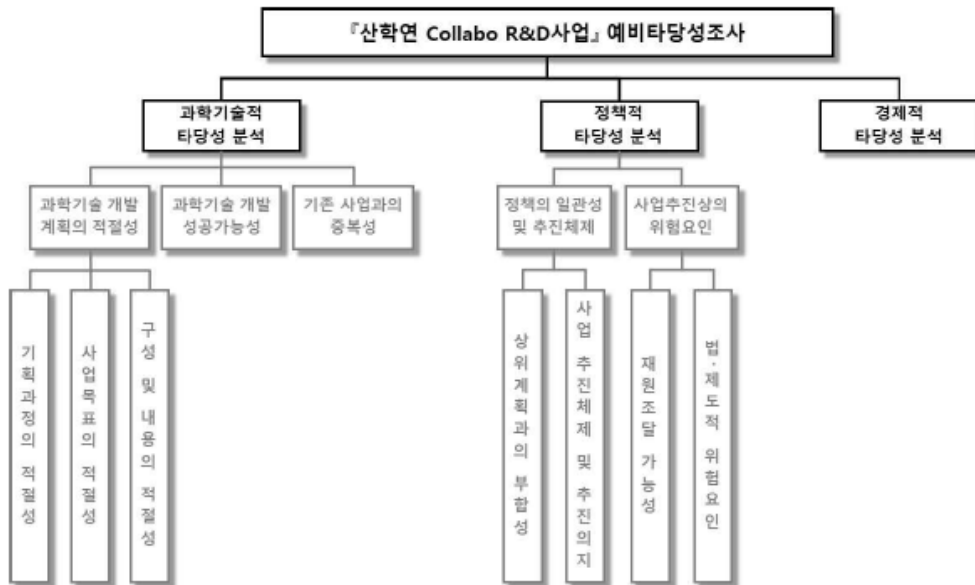 『산학연 Collabo R&D사업』 예비타당성조사
과학기술적
타당성 분석
정책적
타당성 분석
경제적
타당성 분석
과학기술 개발
계획의 적절성
과학기술 개발
성공가능성
기존 사업과의
중복성
정책의 일관성
및 추진체제
사업추진상의
위험요인
기획과정의 적절성
사업목표의 적절성
구성 및 내용의 적절성
상위계획과의 부합성
사업 추진체제 및 추진의지
재원조달 가능성
법·제도적 위험요인